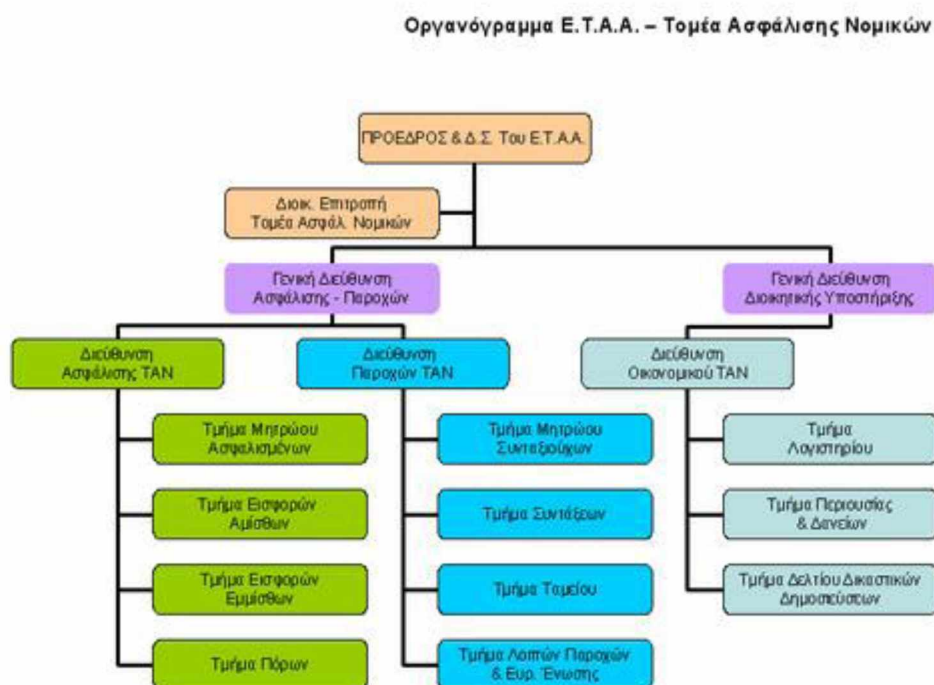 Οργανόγραμμα Ε.Τ.Α.Α. – Τομέα Ασφάλισης Νομικών
ΠΡΟΕΔΡΟΣ & Δ.Σ. Του Ε.Τ.Α.Α.
Διοικ. Επιτροπή
Τομέα Ασφάλ. Νομικών
Γενική Διεύθυνση
Ασφάλισης - Παροχών
Γενική Διεύθυνση
Διοικητικής Υποστήριξης
Διεύθυνση
Ασφάλισης ΤΑΝ
Διεύθυνση
Παροχών ΤΑΝ
Διεύθυνση
Οικονομικού ΤΑΝ
Τμήμα Μητρώου
Ασφαλισμένων
Τμήμα Μητρώου
Συνταξιούχων
Τμήμα
Λογιστηρίου
Τμήμα Εισφορών
Αμίσθων
Τμήμα Συντάξεων
Τμήμα Περιουσίας
& Δανείων
Τμήμα Εισφορών
Εμμίσθων
Τμήμα Ταμείου
Τμήμα Δελτίου Δικαστικών
Δημοσιεύσεων
Τμήμα Πόρων
Τμήμα Λοιπών Παροχών
& Ευρ. Ένωσης